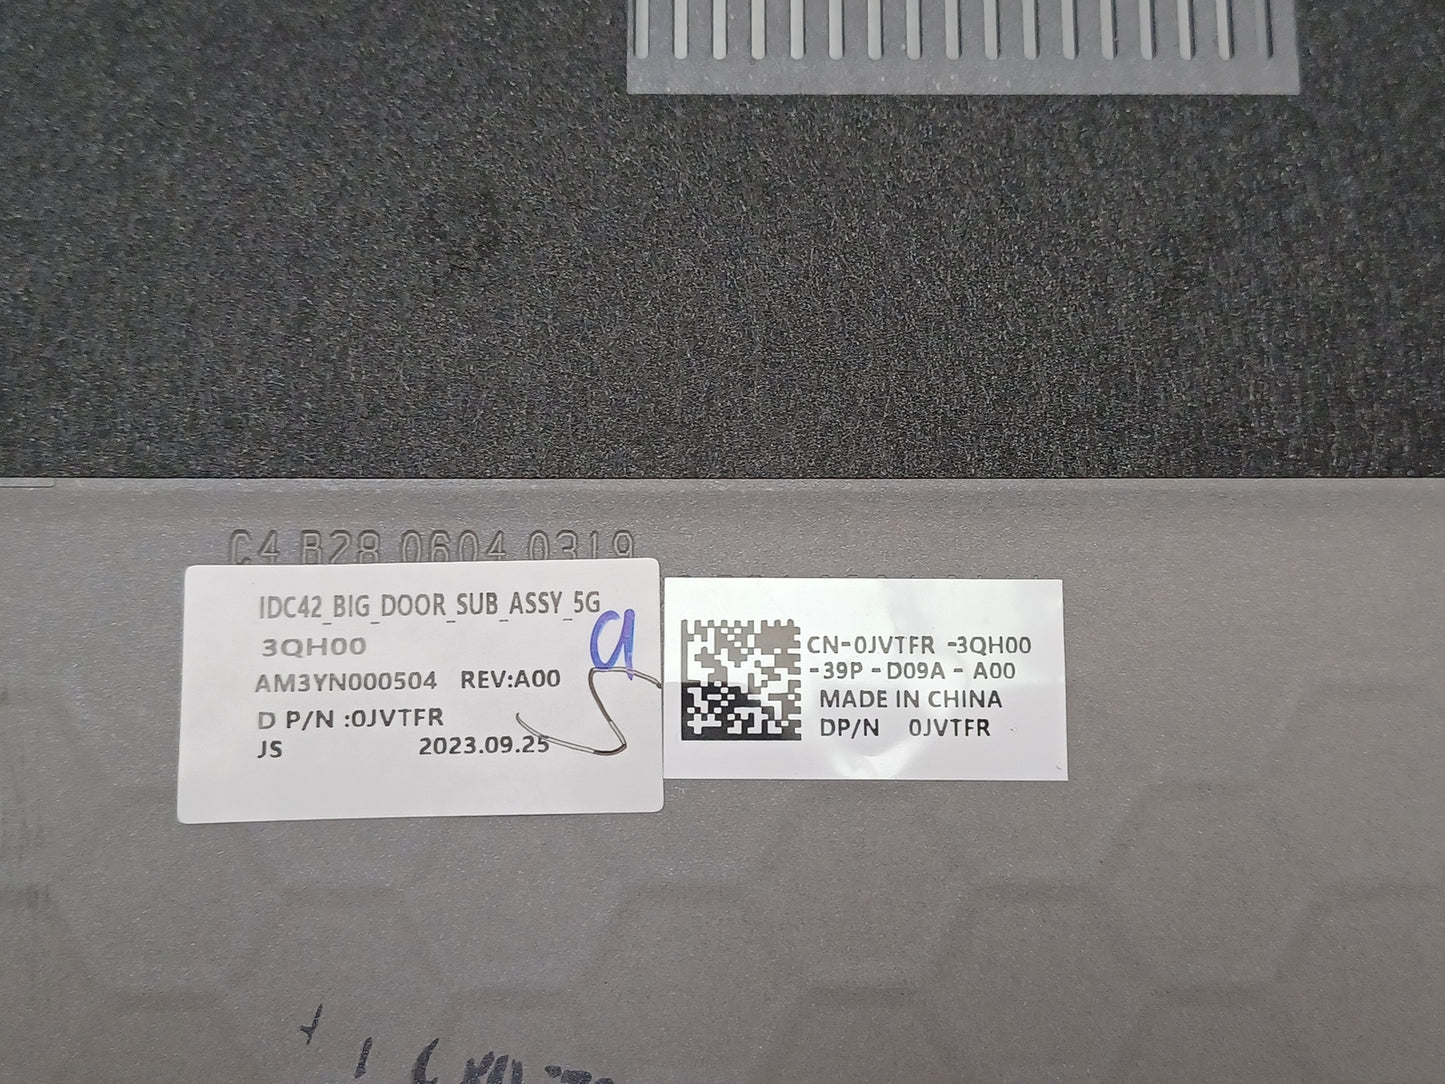 C4 B28 0604 0319
IDC42_BIG_DOOR_SUB_ASSY_5G
3QH00
AM3YN000504 REV:A00
D P/N :0JVTFR
JS 2023.09.25
CN-0JVTFR -3QH00
-39P -D09A - A00
MADE IN CHINA
DP/N 0JVTFR